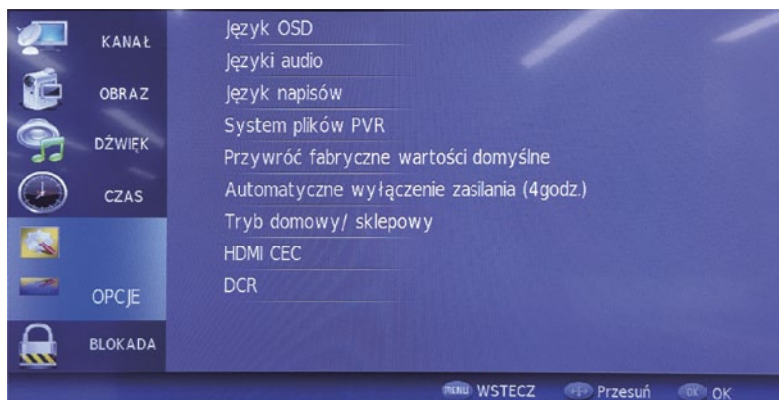 KANAŁ
OBRAZ
DŹWIĘK
CZAS
OPCJE
BLOKADA
Język OSD
Języki audio
Język napisów
System plików PVR
Przywróć fabryczne wartości domyślne
Automatyczne wyłączenie zasilania (4godz.)
Tryb domowy/ sklepowy
HDMI CEC
DCR
MENU WSTECZ Przesuń OK OK